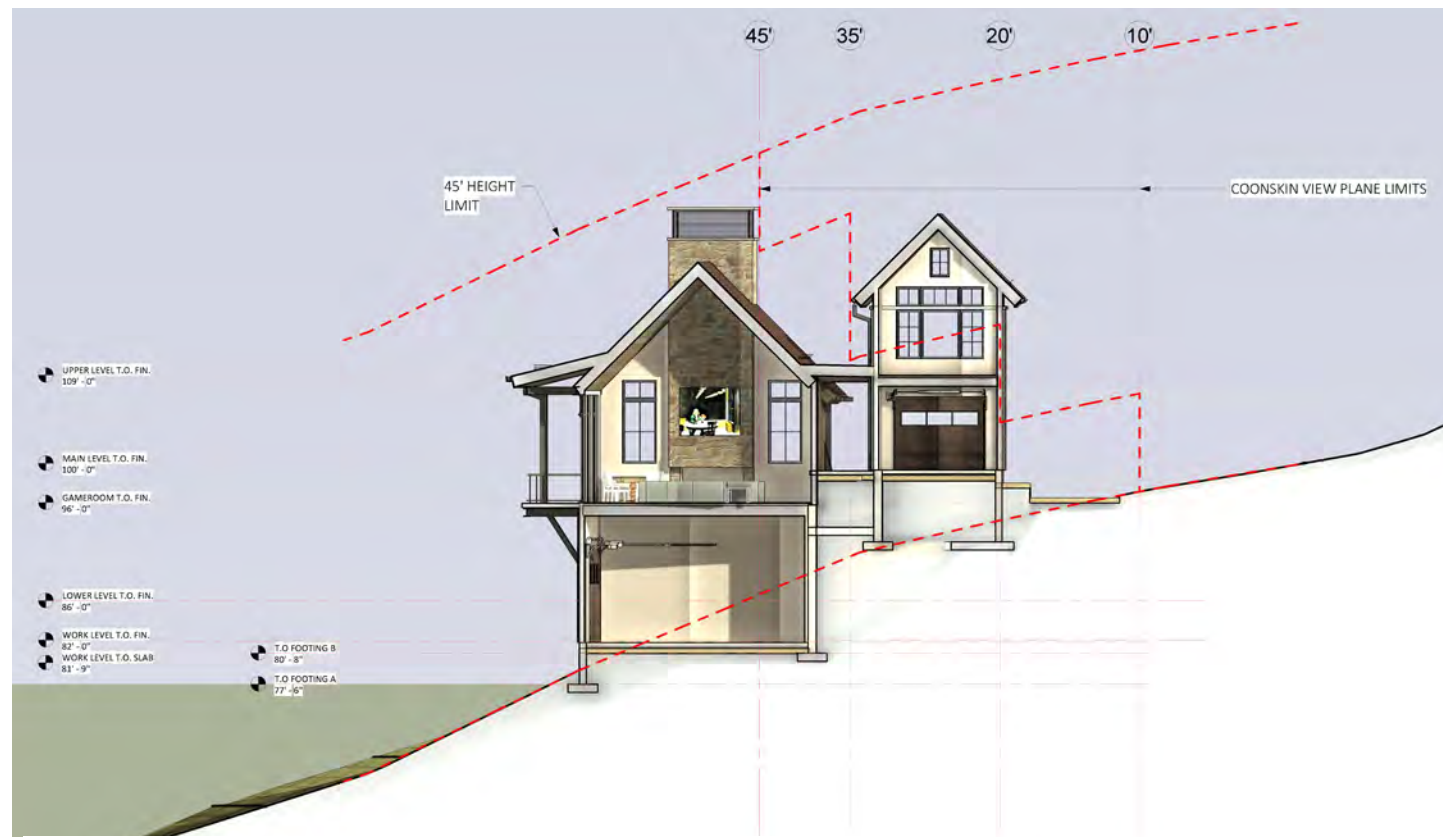 45'
35'
20'
10'
45' HEIGHT
LIMIT
COONSKIN VIEW PLANE LIMITS
UPPER LEVEL T.O. FIN.
109' - 0"
MAIN LEVEL T.O. FIN.
100' - 0"
GAMEROOM T.O. FIN.
96' - 0"
LOWER LEVEL T.O. FIN.
86' - 0"
WORK LEVEL T.O. FIN.
82' - 0"
WORK LEVEL T.O. SLAB
81' - 9"
T.O FOOTING B
80' - 8"
T.O FOOTING A
77' - 6"